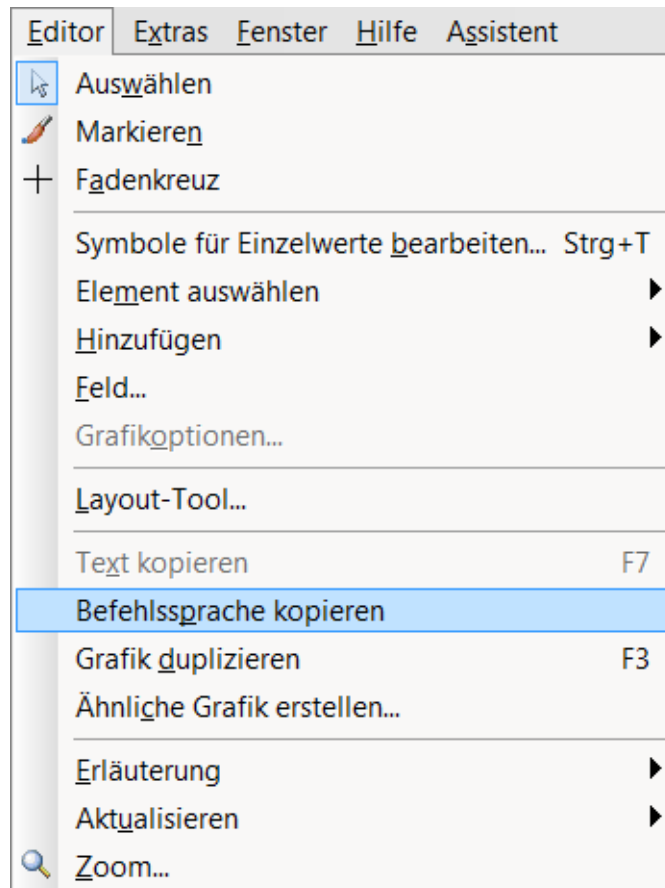 Editor Extras Fenster Hilfe Assistent
Auswählen
Markieren
Fadenkreuz
Symbole für Einzelwerte bearbeiten... Strg+T
Element auswählen
Hinzufügen
Feld...
Grafikoptionen...
Layout-Tool...
Text kopieren F7
Befehlssprache kopieren
Grafik duplizieren F3
Ähnliche Grafik erstellen...
Erläuterung
Aktualisieren
Zoom...